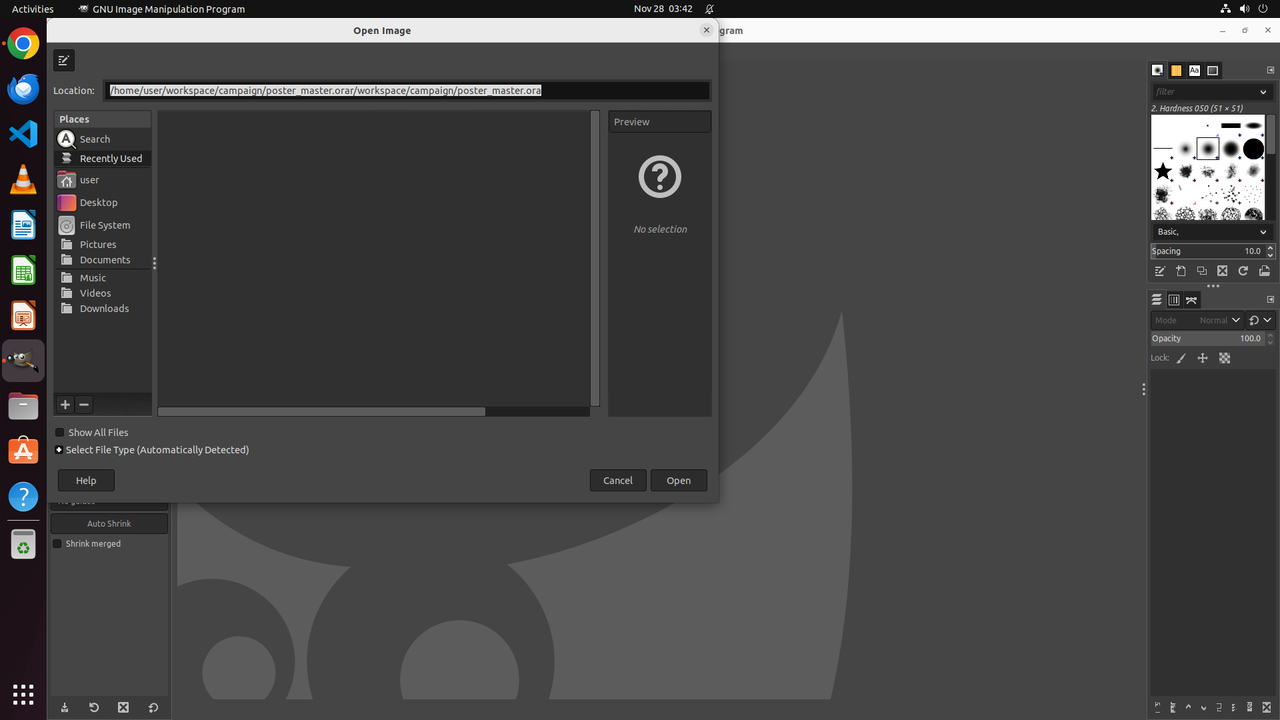 Activities
GNU Image Manipulation Program
Nov 28 03:42
Open Image
gram
Location:
/home/user/workspace/campaign/poster_master.orar/workspace/campaign/poster_master.ora
Places
Search
Recently Used
user
Desktop
File System
Pictures
Documents
Music
Videos
Downloads
Preview
No selection
Show All Files
Select File Type (Automatically Detected)
Help
Cancel
Open
Auto Shrink
Shrink merged
Aa
filter
2. Hardness 050 (51 × 51)
Basic,
Spacing
10.0
Mode
Normal
Opacity
100.0
Lock: